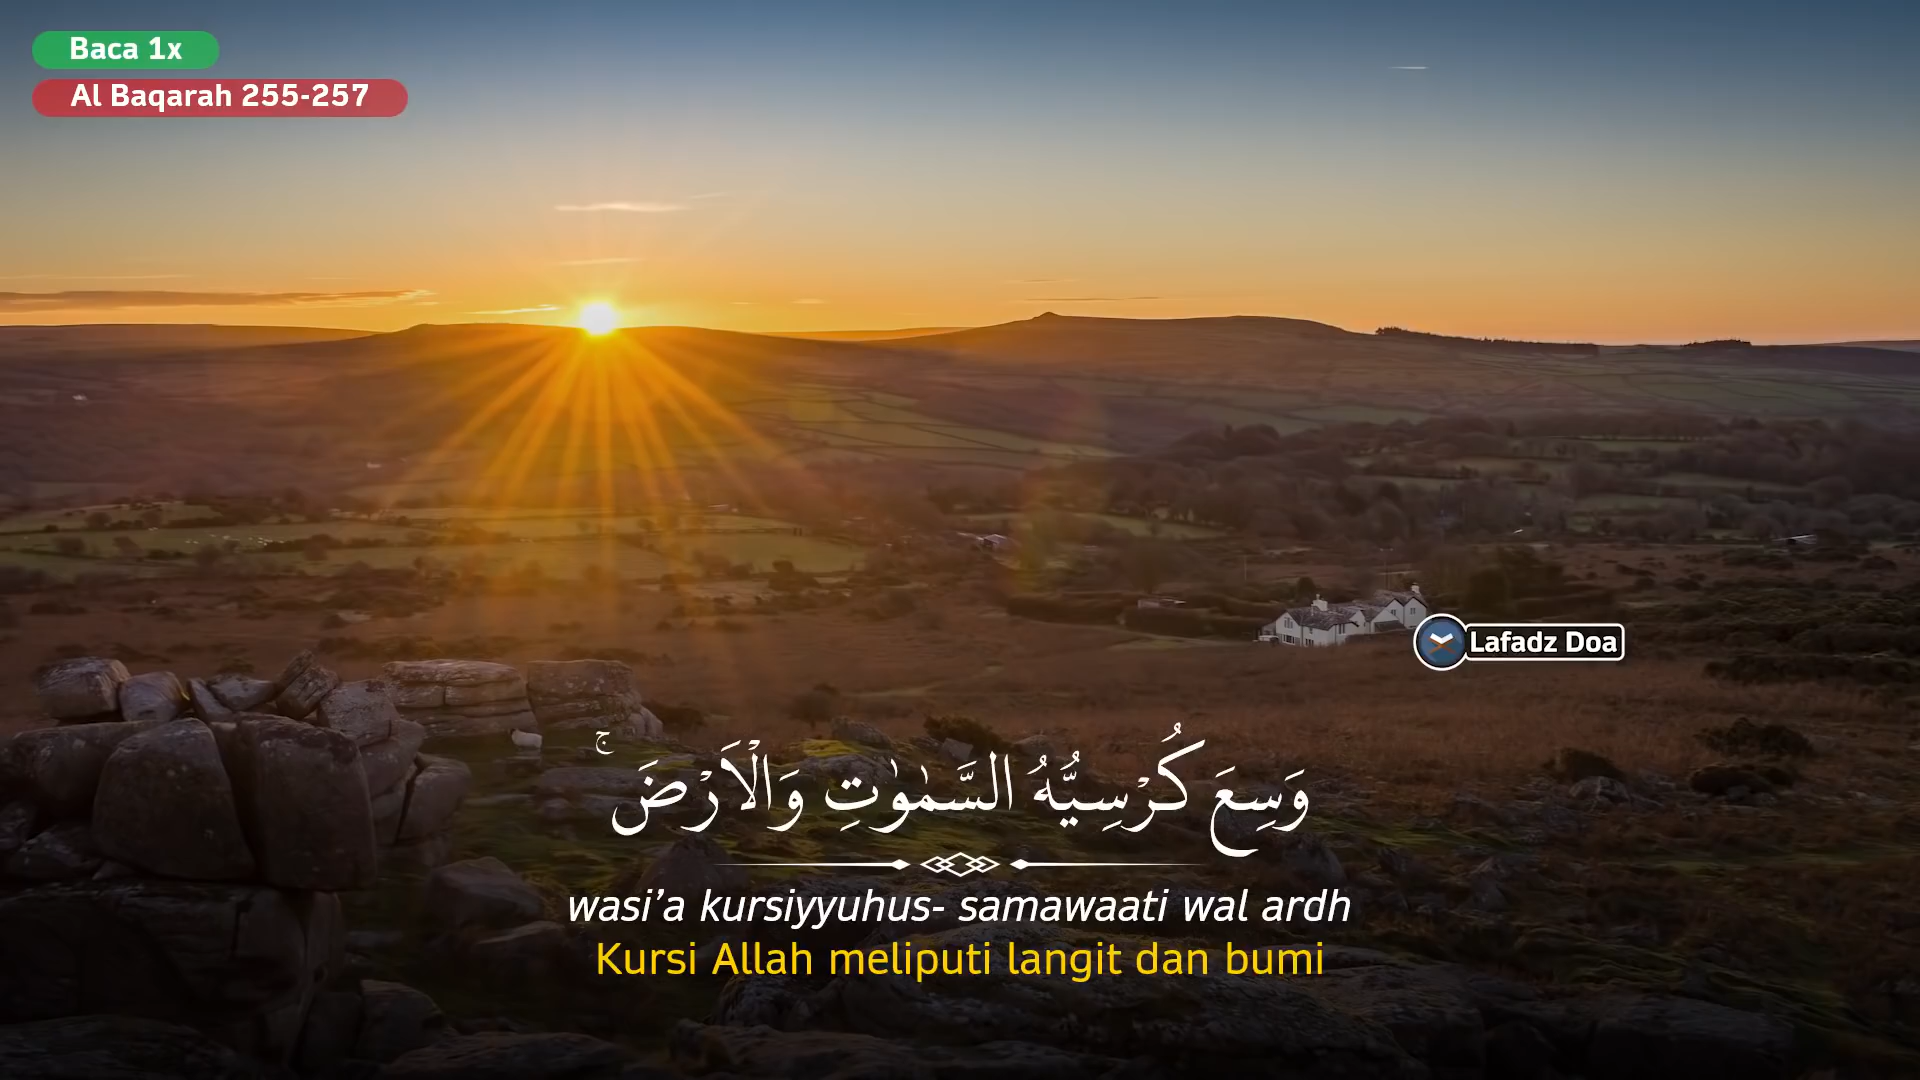 Baca 1x
Al Baqarah 255-257
Lafadz Doa
وَسِعَ كُرْسِيُّهُ السَّمٰوٰتِ وَالْاَرْضَ ۚ
wasi’a kursiyyuhus- samawaati wal ardh
Kursi Allah meliputi langit dan bumi